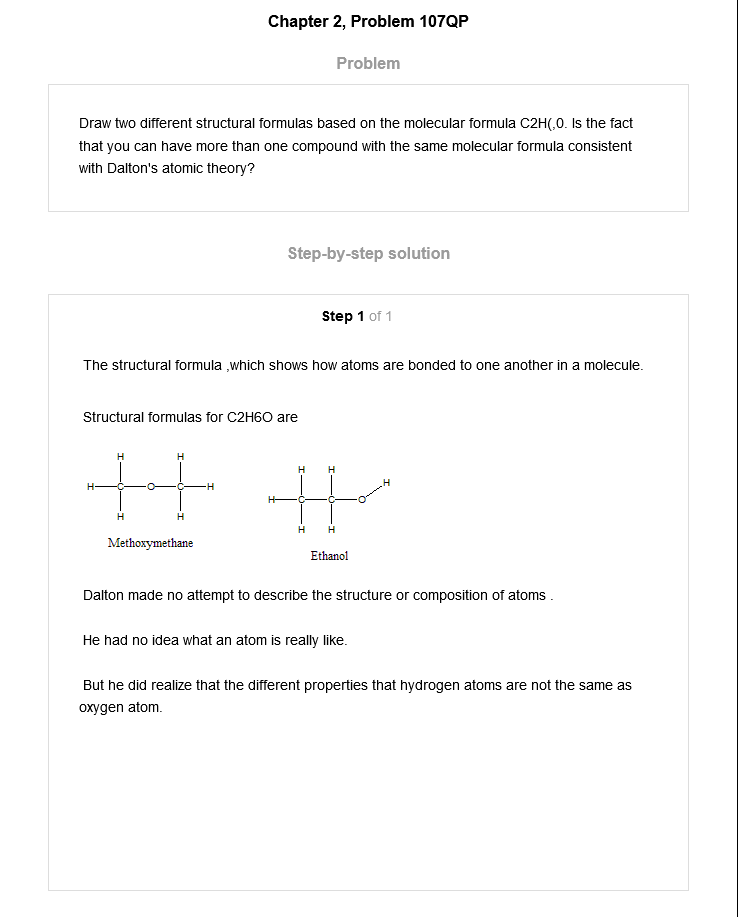 Chapter 2, Problem 107QP
Problem
Draw two different structural formulas based on the molecular formula C2H(,0. Is the fact
that you can have more than one compound with the same molecular formula consistent
with Dalton's atomic theory?
Step-by-step solution
Step 1 of 1
The structural formula ,which shows how atoms are bonded to one another in a molecule.
Structural formulas for C2H6O are
H H
H C O C H
H H
Methoxymethane
H H
H C C O H
H H
Ethanol
Dalton made no attempt to describe the structure or composition of atoms .
He had no idea what an atom is really like.
But he did realize that the different properties that hydrogen atoms are not the same as
oxygen atom.